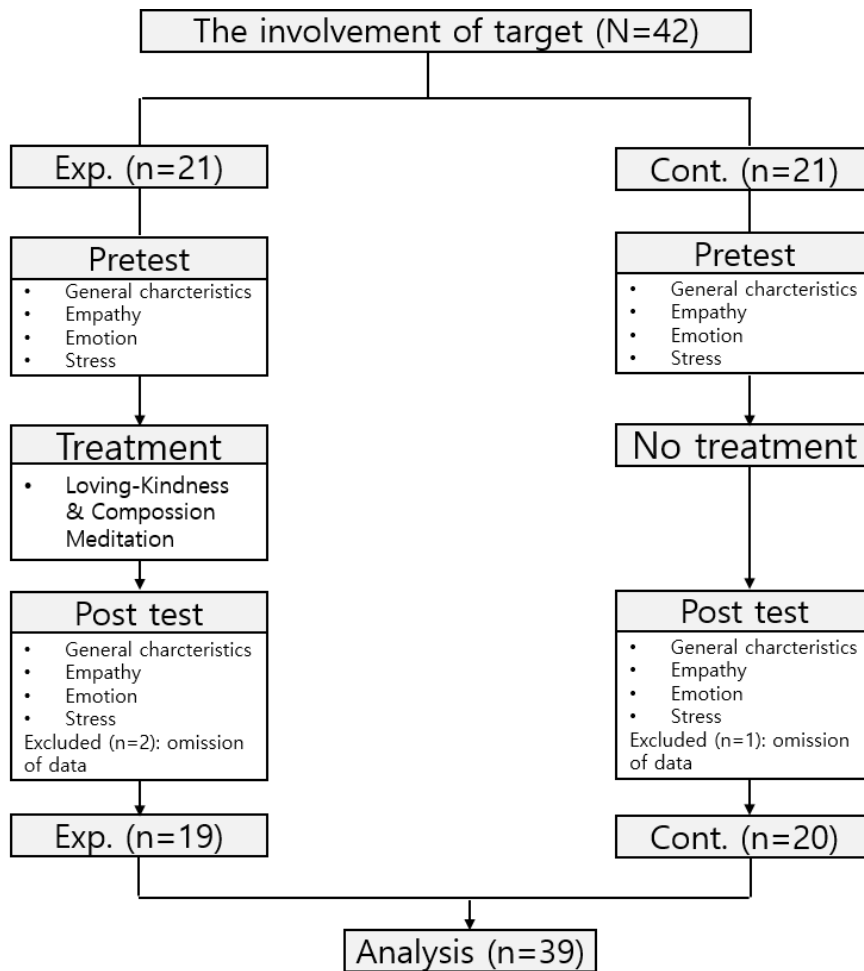 The involvement of target (N=42)
Exp. (n=21)
Cont. (n=21)
Pretest
• General charcteristics
• Empathy
• Emotion
• Stress
Pretest
• General charcteristics
• Empathy
• Emotion
• Stress
Treatment
• Loving-Kindness
& Compossion
Meditation
No treatment
Post test
• General charcteristics
• Empathy
• Emotion
• Stress
Excluded (n=2): omission
of data
Post test
• General charcteristics
• Empathy
• Emotion
• Stress
Excluded (n=1): omission
of data
Exp. (n=19)
Cont. (n=20)
Analysis (n=39)